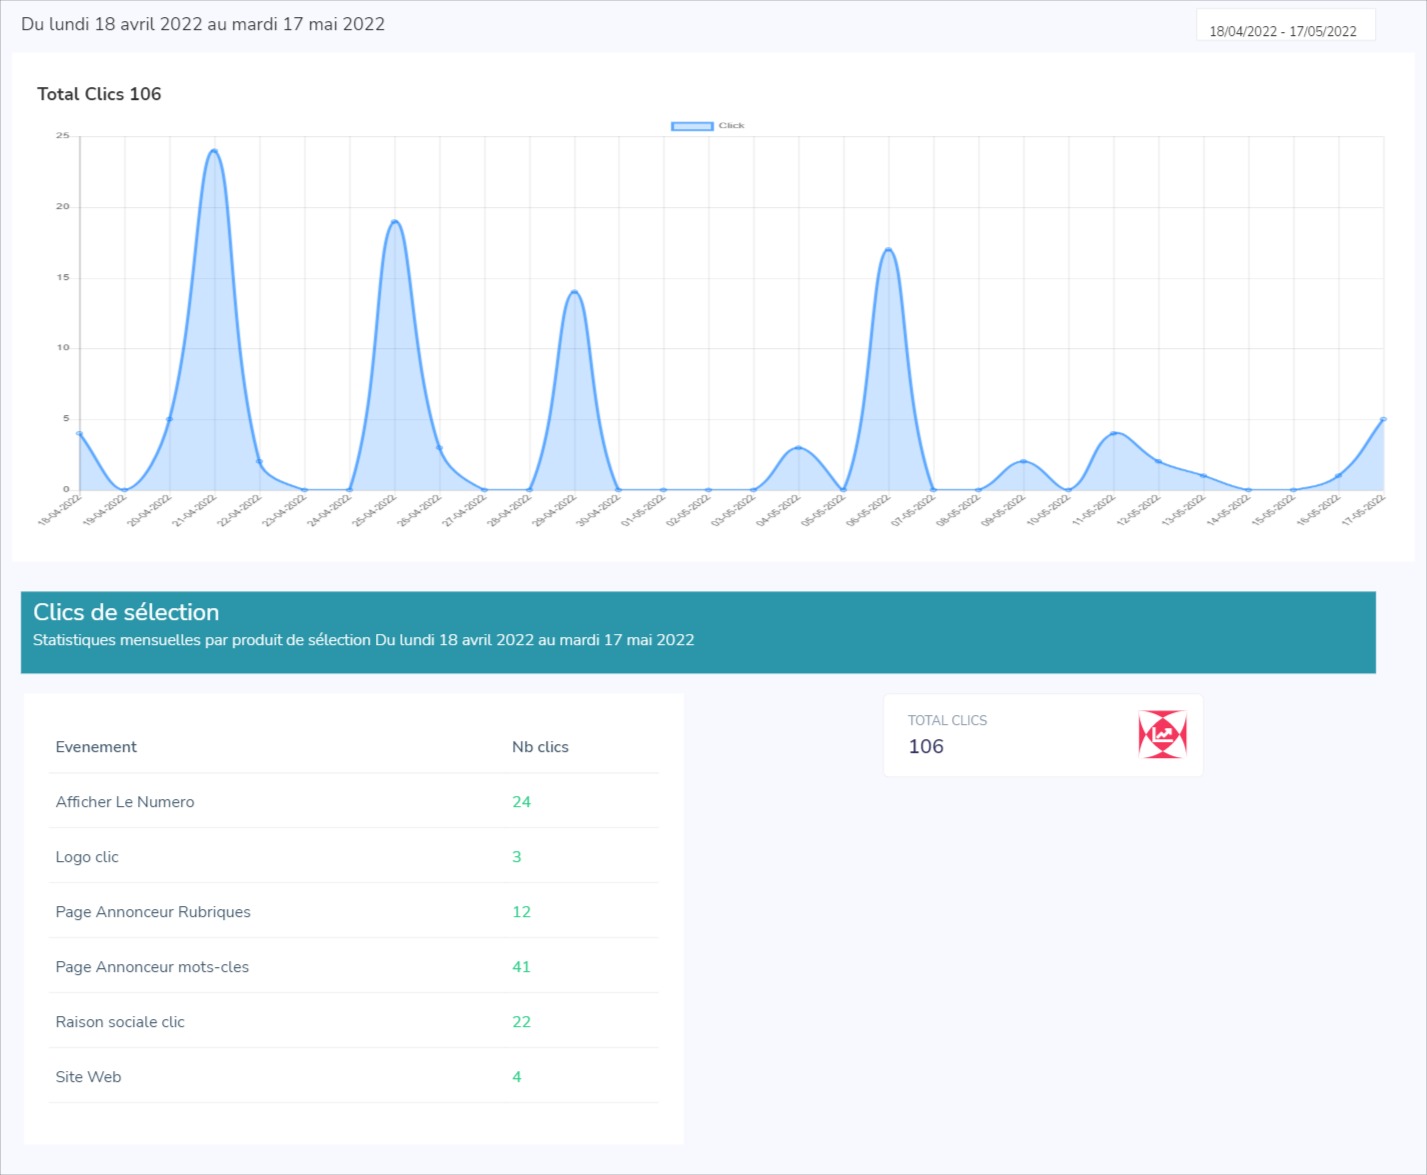 Du lundi 18 avril 2022 au mardi 17 mai 2022
18/04/2022 - 17/05/2022
Total Clics 106
Click
25
20
15
10
5
0
18-04-2022
19-04-2022
20-04-2022
21-04-2022
22-04-2022
23-04-2022
24-04-2022
25-04-2022
26-04-2022
27-04-2022
28-04-2022
29-04-2022
30-04-2022
01-05-2022
02-05-2022
03-05-2022
04-05-2022
05-05-2022
06-05-2022
07-05-2022
08-05-2022
09-05-2022
10-05-2022
11-05-2022
12-05-2022
13-05-2022
14-05-2022
15-05-2022
16-05-2022
17-05-2022
Clics de sélection
Statistiques mensuelles par produit de sélection Du lundi 18 avril 2022 au mardi 17 mai 2022
TOTAL CLICS
106
Evenement Nb clics
Afficher Le Numero 24
Logo clic 3
Page Annonceur Rubriques 12
Page Annonceur mots-cles 41
Raison sociale clic 22
Site Web 4